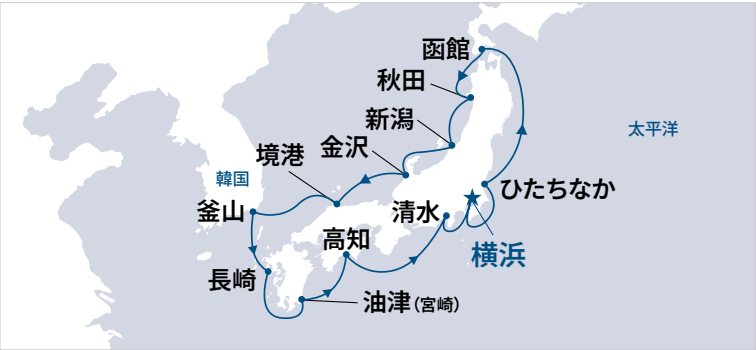 函館
秋田
新潟
太平洋
金沢
境港
韓国
ひたちなか
釜山
清水
高知
横浜
長崎
油津(宮崎)